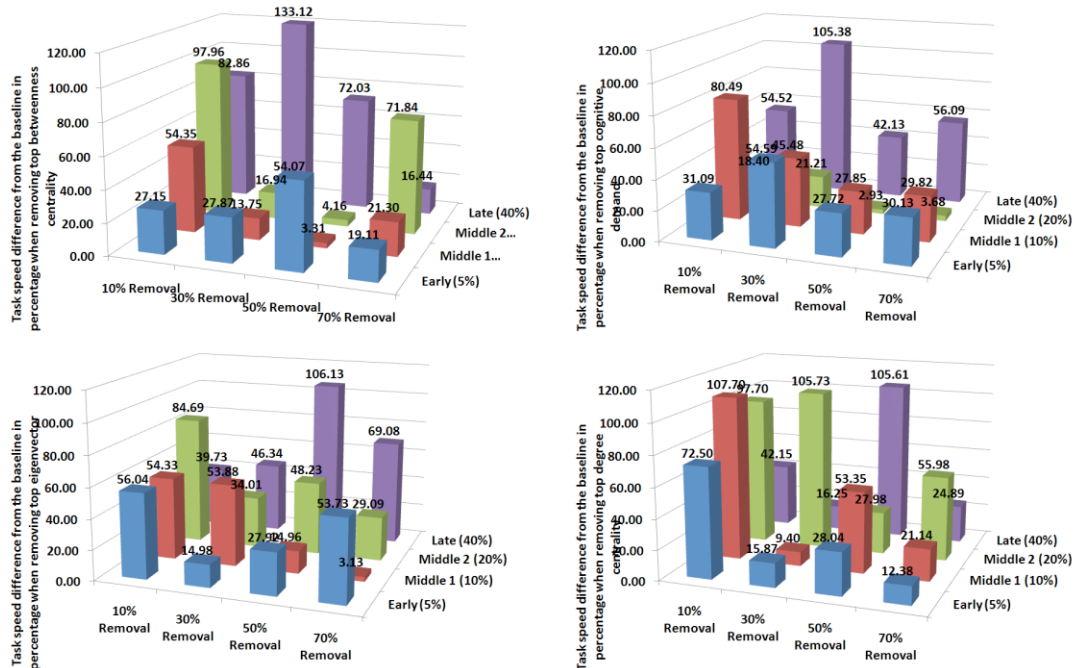 Task speed difference from the baseline in
percentage when removing top betweenness
centrality
120.00
100.00
80.00
60.00
40.00
20.00
0.00
133.12
97.96
82.86
72.03
71.84
54.35
54.07
27.15
27.87
13.75
16.94
3.31
4.16
16.44
21.30
19.11
10% Removal
30% Removal
50% Removal
70% Removal
Late (40%)
Middle 2...
Middle 1...
Early (5%)
Task speed difference from the baseline in
percentage when removing top cognitive
demand
120.00
100.00
80.00
60.00
40.00
20.00
0.00
105.38
80.49
54.52
54.59
45.48
18.40
42.13
56.09
31.09
21.21
27.85
27.72
2.93
29.82
30.13
3.68
10%
Removal
30%
Removal
50%
Removal
70%
Removal
Late (40%)
Middle 2 (20%)
Middle 1 (10%)
Early (5%)
Task speed difference from the baseline in
percentage when removing top eigenvector
120.00
100.00
80.00
60.00
40.00
20.00
0.00
106.13
84.69
69.08
56.04
54.33
39.73
53.88
46.34
34.01
48.23
53.73
29.09
14.98
27.92
14.96
3.13
10%
Removal
30%
Removal
50%
Removal
70%
Removal
Late (40%)
Middle 2 (20%)
Middle 1 (10%)
Early (5%)
Task speed difference from the baseline in
percentage when removing top degree
centrality
120.00
100.00
80.00
60.00
40.00
20.00
0.00
107.70
97.70
105.73
105.61
72.50
42.15
53.35
55.98
16.25
27.98
24.89
15.87
9.40
28.04
21.14
12.38
10%
Removal
30%
Removal
50%
Removal
70%
Removal
Late (40%)
Middle 2 (20%)
Middle 1 (10%)
Early (5%)